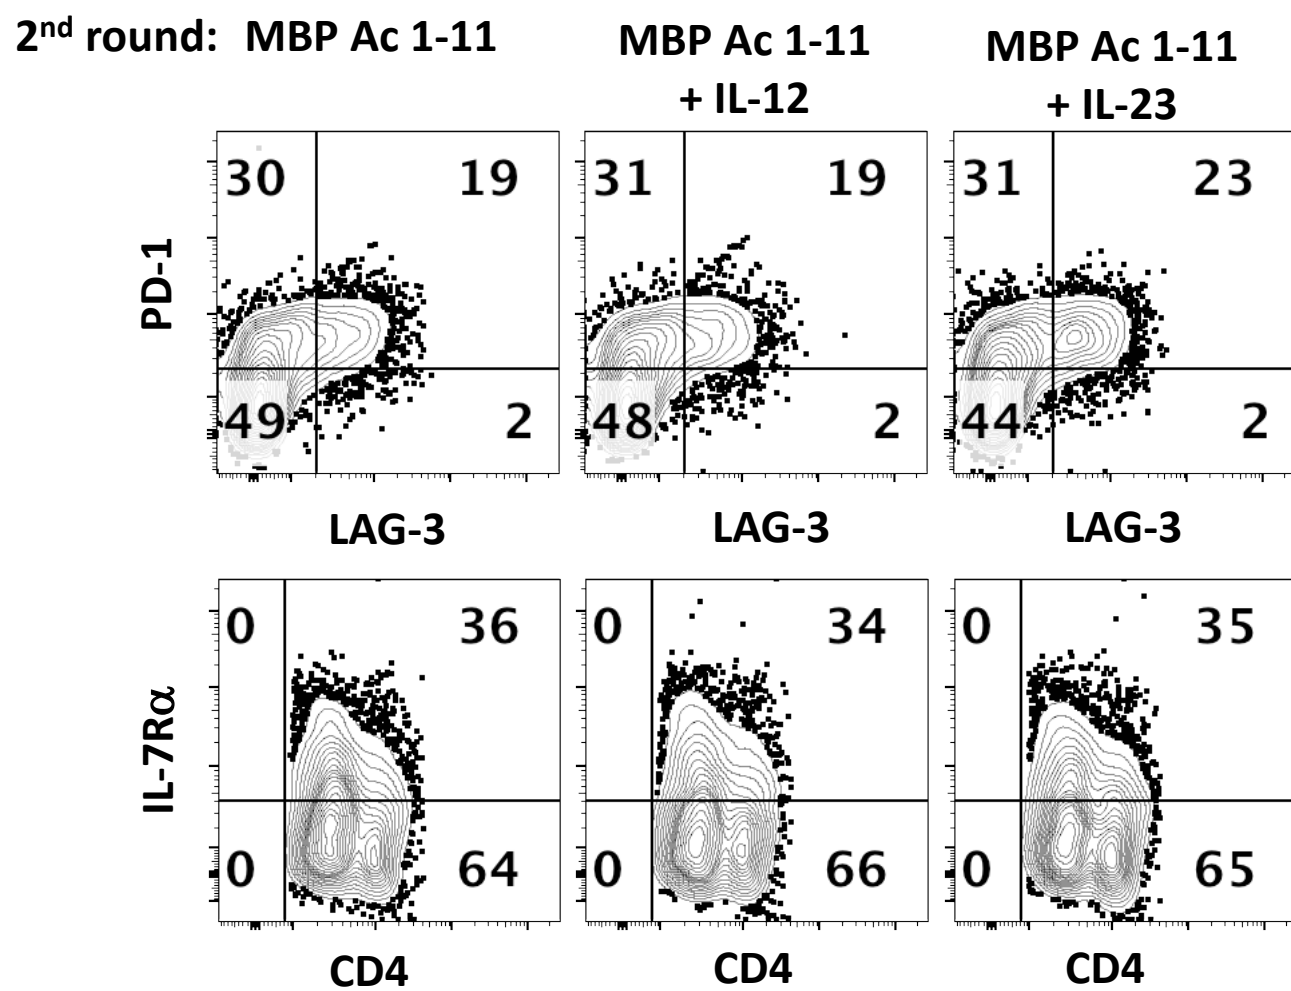 2nd round: MBP Ac 1-11
MBP Ac 1-11
+ IL-12
MBP Ac 1-11
+ IL-23
30 19
31 19
31 23
PD-1
49 2
48 2
44 2
LAG-3 LAG-3 LAG-3
0 36
0 34
0 35
IL-7Rα
0 64
0 66
0 65
CD4 CD4 CD4